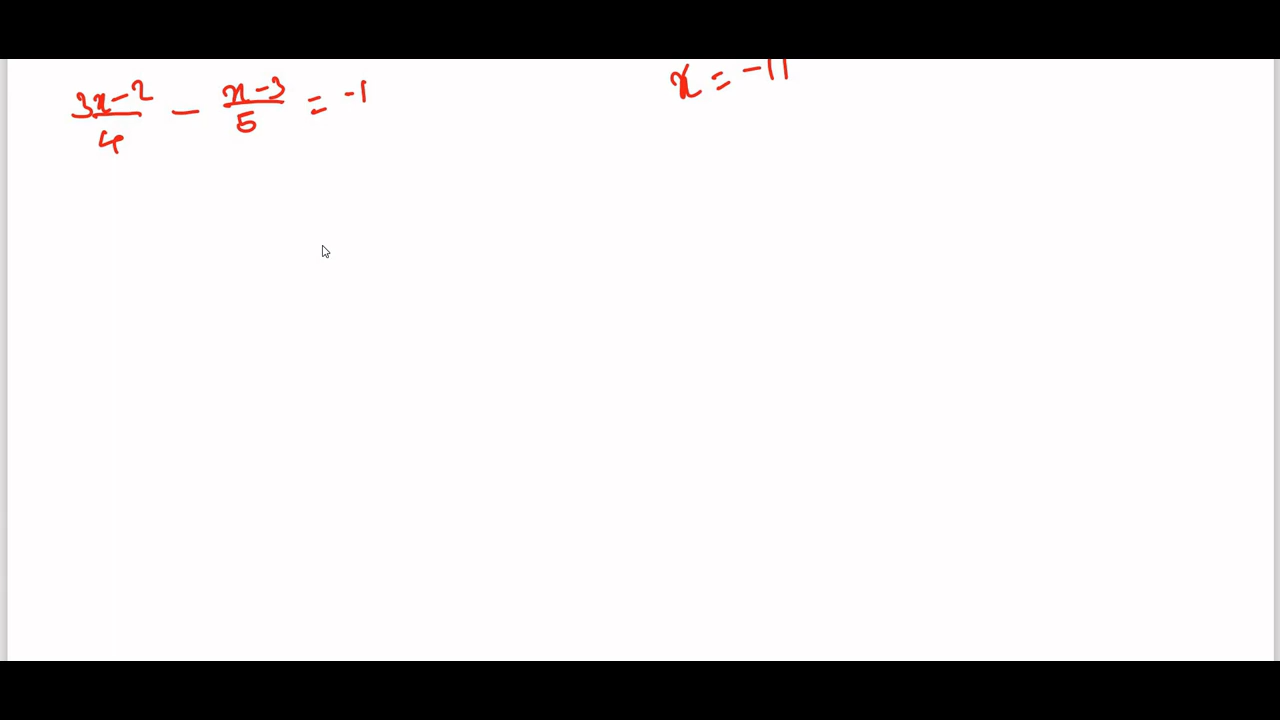 (3x-2)/4 - (x-3)/5 = -1
x = -11